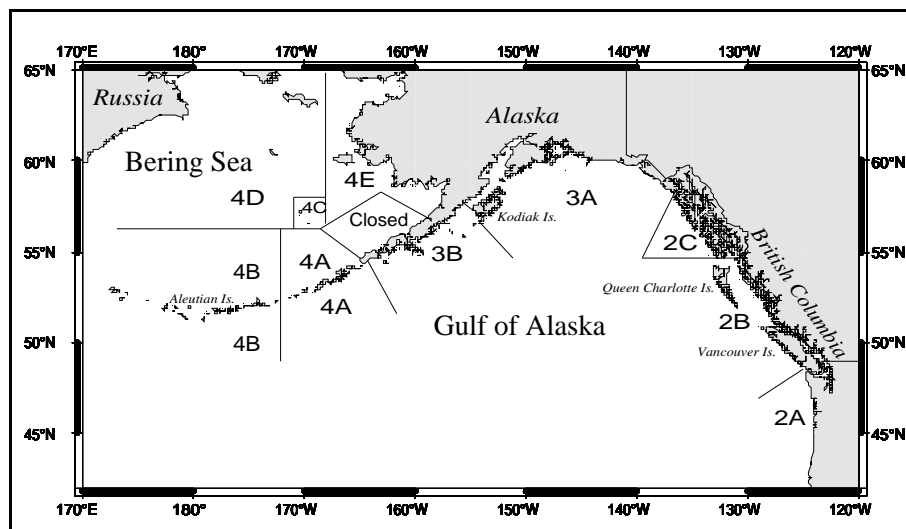 170°E 180° 170°W 160°W 150°W 140°W 130°W 120°W
65°N 65°N
Russia
Alaska
Bering Sea
60°N 60°N
4E
4D
4C
3A
Closed
Kodiak Is.
2C
British Columbia
55°N 55°N
3B
4A
4B
Queen Charlotte Is.
Aleutian Is.
4A
2B
Gulf of Alaska
50°N 50°N
4B
Vancouver Is.
2A
45°N 45°N
170°E 180° 170°W 160°W 150°W 140°W 130°W 120°W